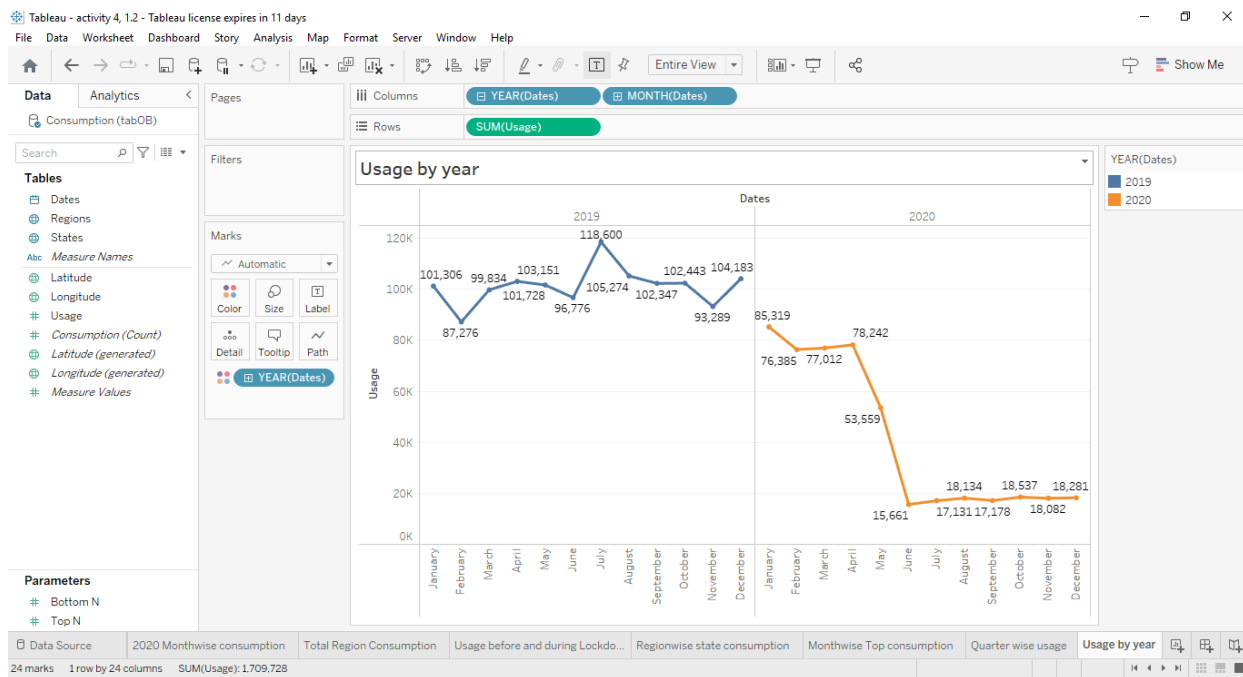 Tableau - activity 4, 1.2 - Tableau license expires in 11 days
File Data Worksheet Dashboard Story Analysis Map Format Server Window Help
Entire View
Show Me
Data Analytics
Consumption (tabOB)
Search
Tables
Dates
Regions
States
Abc Measure Names
Latitude
Longitude
# Usage
# Consumption (Count)
Latitude (generated)
Longitude (generated)
# Measure Values
Parameters
# Bottom N
# Top N
Pages
Filters
Marks
Automatic
Color Size Label
Detail Tooltip Path
YEAR(Dates)
Columns YEAR(Dates) MONTH(Dates)
Rows SUM(Usage)
Usage by year
Dates
2019 2020
Usage
120K
100K
80K
60K
40K
20K
0K
101,306
87,276
99,834
103,151
101,728
96,776
118,600
105,274
102,347
102,443
93,289
104,183
85,319
76,385
77,012
78,242
53,559
15,661
17,131
18,134
17,178
18,537
18,082
18,281
January February March April May June July August September October November December
January February March April May June July August September October November December
YEAR(Dates)
2019
2020
Data Source 2020 Monthwise consumption Total Region Consumption Usage before and during Lockdo... Regionwise state consumption Monthwise Top consumption Quarter wise usage Usage by year
24 marks 1 row by 24 columns SUM(Usage): 1,709,728